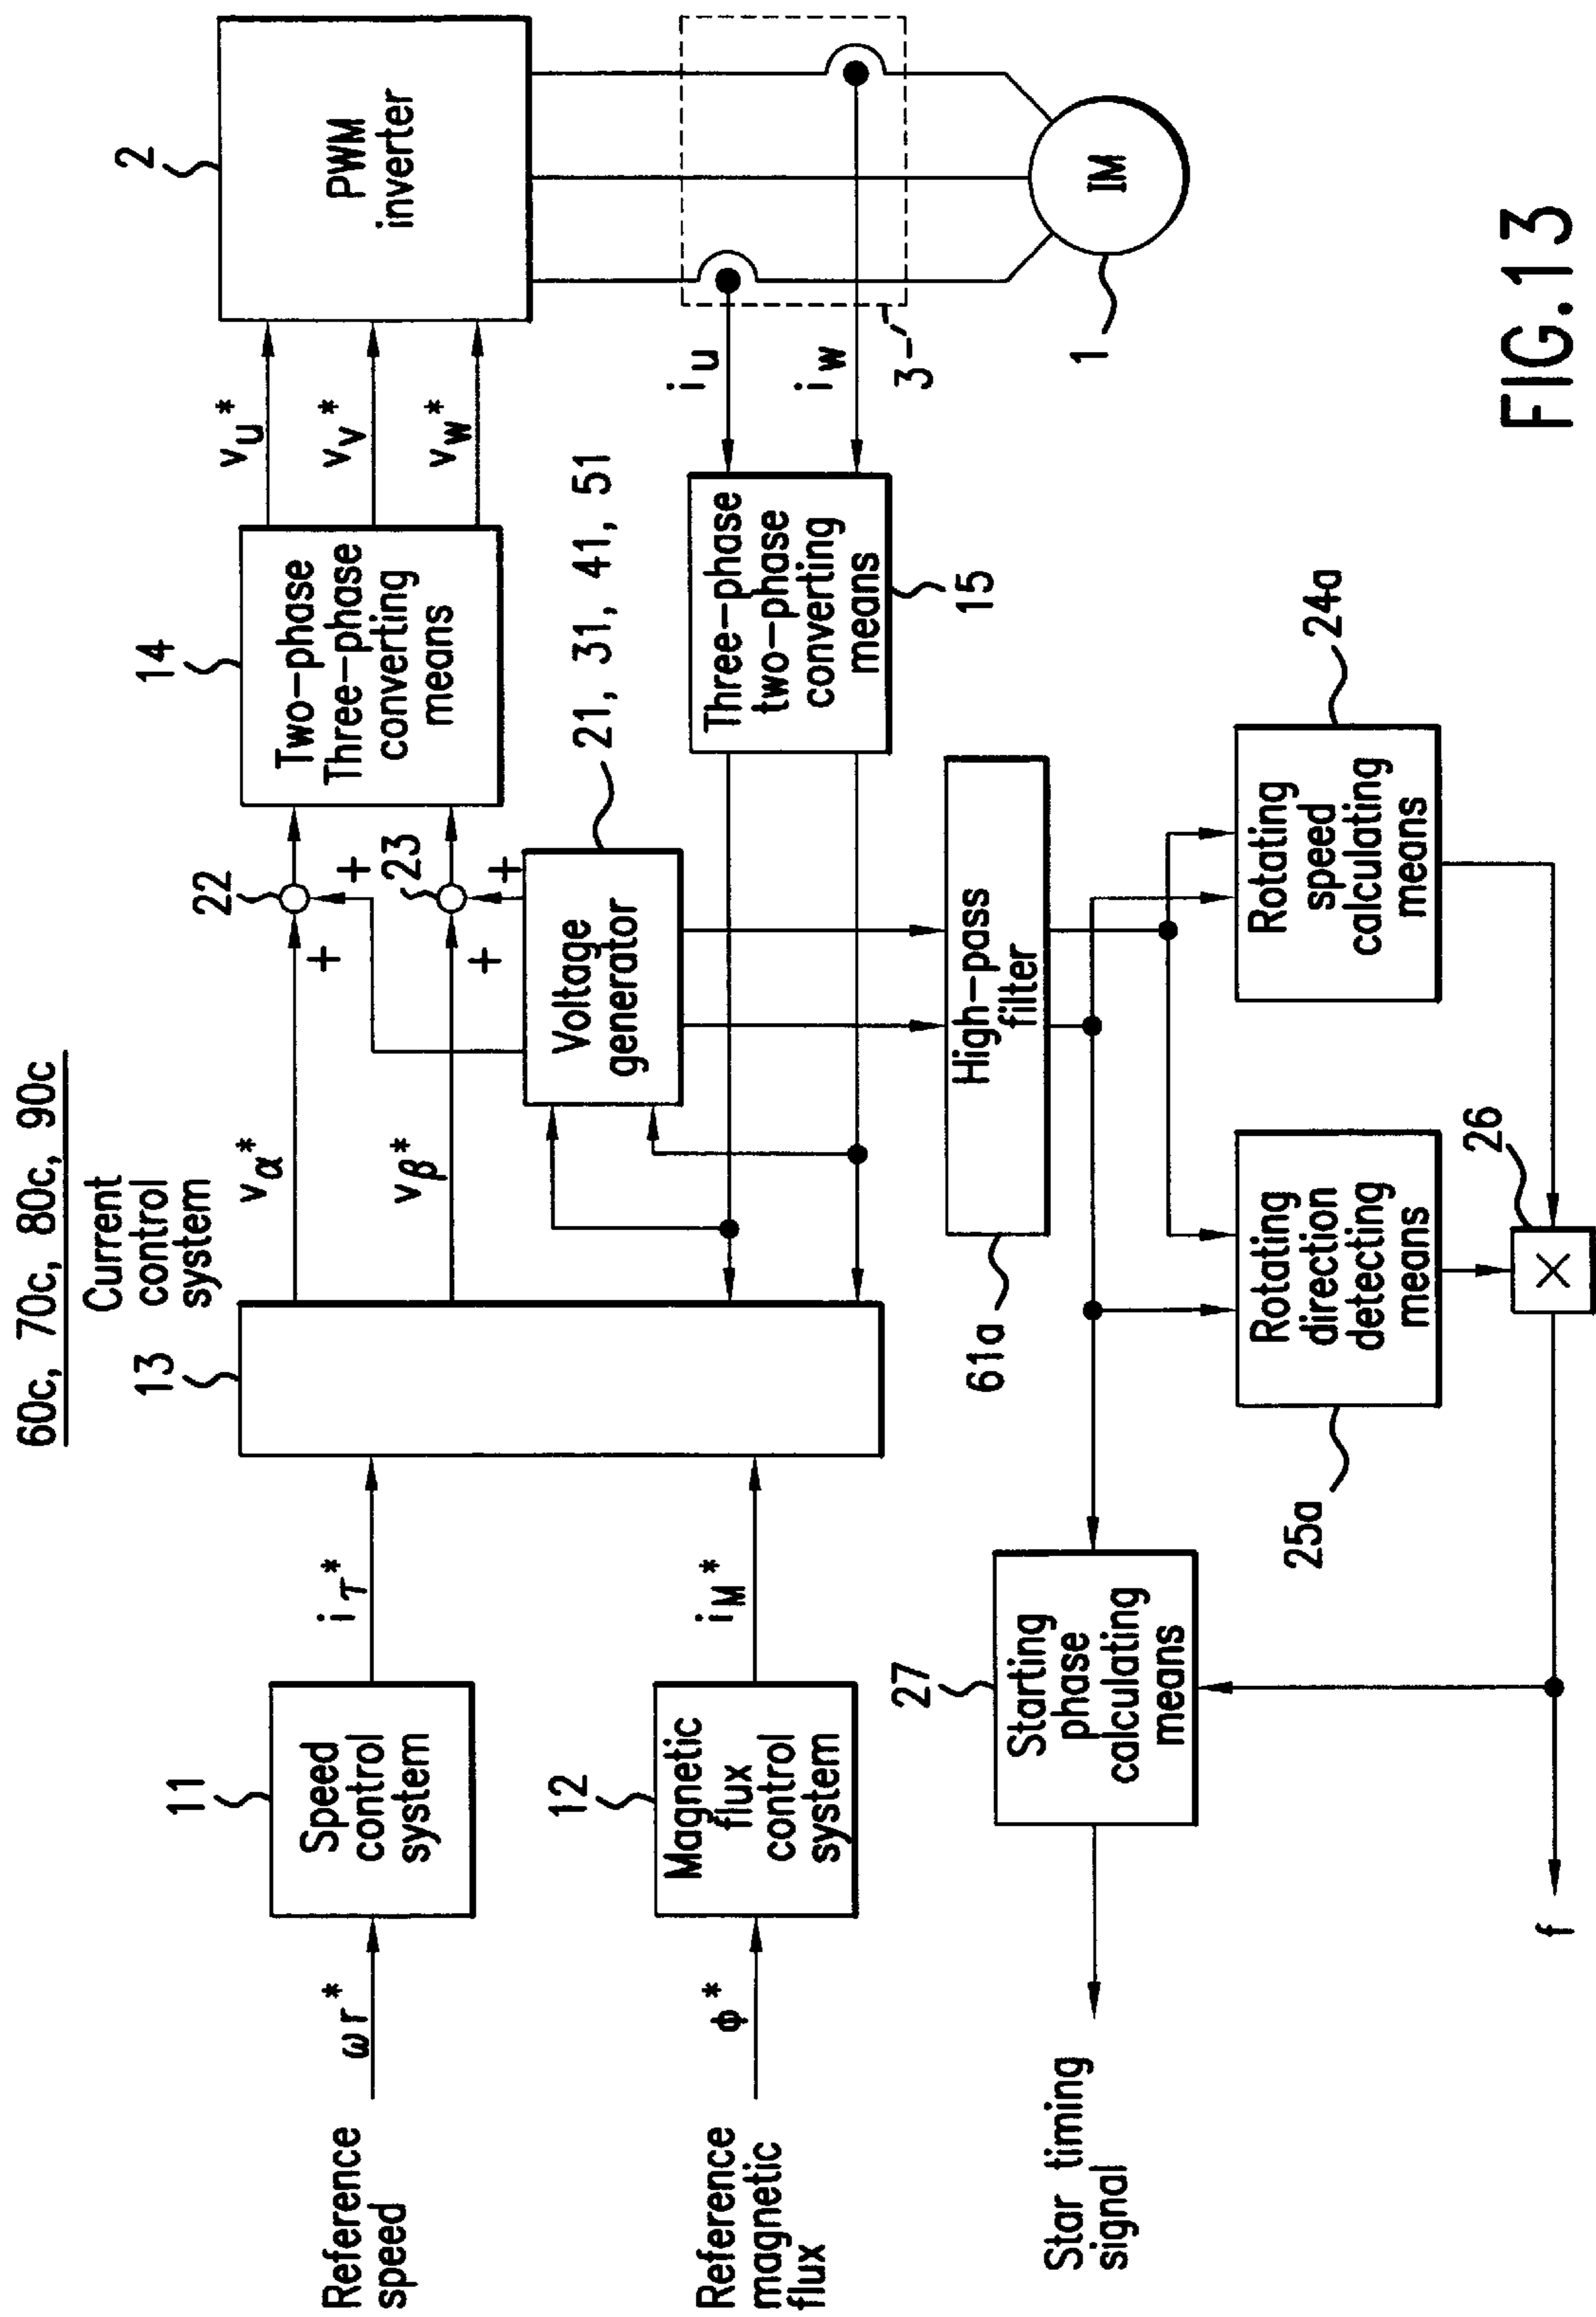 60c, 70c, 80c, 90c
Current
control
system
13
Reference
speed
ωr*
11
Speed
control
system
iτ*
Reference
magnetic
flux
Φ*
12
Magnetic
flux
control
system
iM*
vα*
vβ*
22
+
+
23
+
+
14
Two-phase
Three-phase
converting
means
vu*
vv*
vw*
2
PWM
inverter
Voltage
generator
21, 31, 41, 51
Three-phase
two-phase
converting
means
15
iu
iw
3
IM
1
High-pass
filter
61a
Star timing
signal
27
Starting
phase
calculating
means
Rotating
direction
detecting
means
25a
Rotating
speed
calculating
means
24a
26
×
f
FIG.13